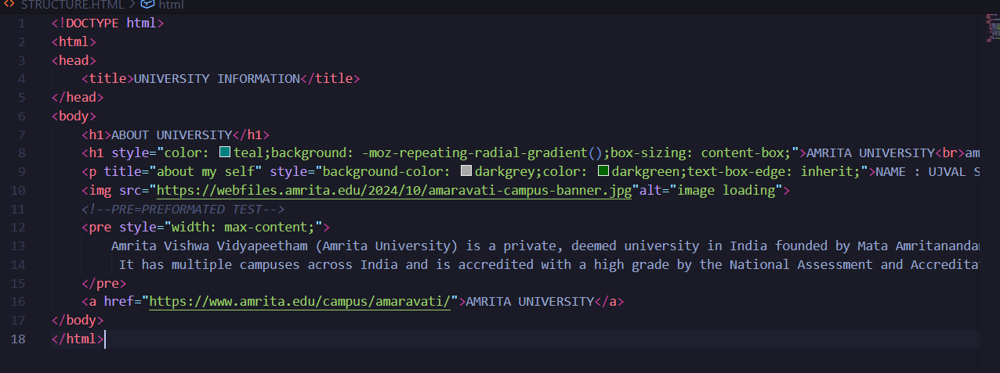 STRUCTURE.HTML > html
1 <!DOCTYPE html>
2 <html>
3 <head>
4 <title>UNIVERSITY INFORMATION</title>
5 </head>
6 <body>
7 <h1>ABOUT UNIVERSITY</h1>
8 <h1 style="color: teal;background: -moz-repeating-radial-gradient();box-sizing: content-box;">AMRITA UNIVERSITY<br>am
9 <p title="about my self" style="background-color: darkgrey;color: darkgreen;text-box-edge: inherit;">NAME : UJVAL S
10 <img src="https://webfiles.amrita.edu/2024/10/amaravati-campus-banner.jpg"alt="image loading">
11 <!--PRE=PREFORMATED TEST-->
12 <pre style="width: max-content;">
13 Amrita Vishwa Vidyapeetham (Amrita University) is a private, deemed university in India founded by Mata Amritanandan
14 It has multiple campuses across India and is accredited with a high grade by the National Assessment and Accredita
15 </pre>
16 <a href="https://www.amrita.edu/campus/amaravati/">AMRITA UNIVERSITY</a>
17 </body>
18 </html>